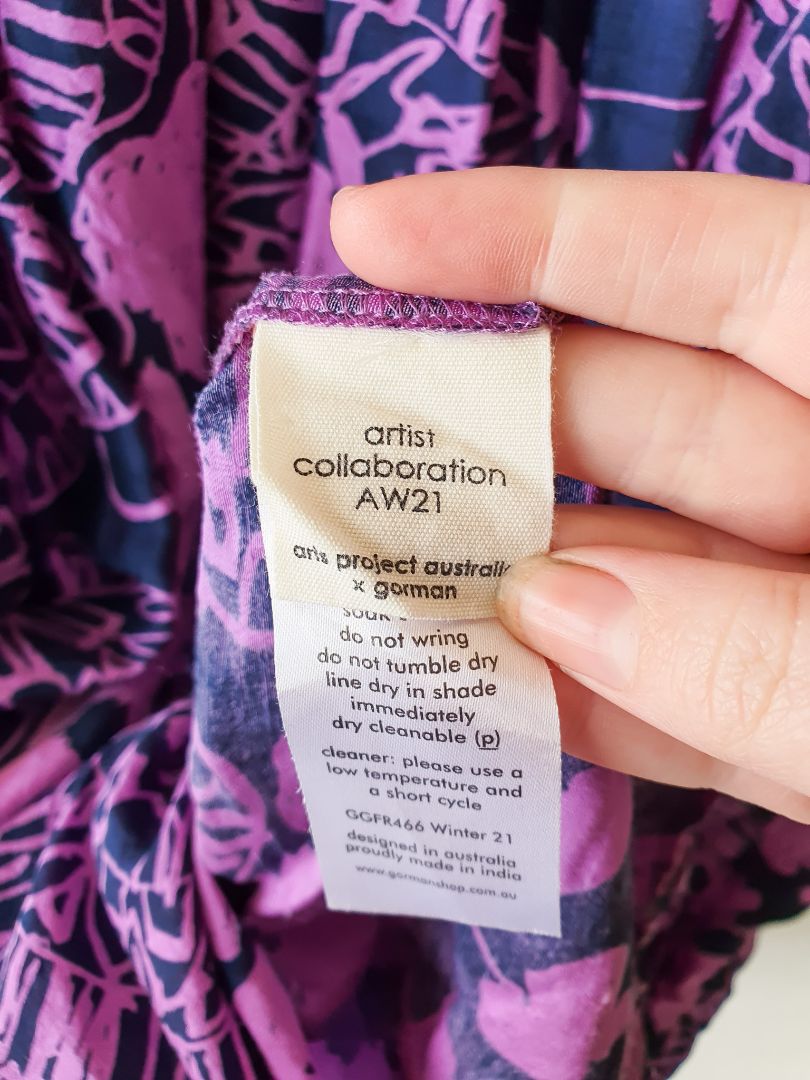 artist
collaboration
AW21
arts project australia
x gorman
soak
do not wring
do not tumble dry
line dry in shade
immediately
dry cleanable (p)
cleaner: please use a
low temperature and
a short cycle
GGFR466 Winter 21
designed in australia
proudly made in india
www.gormanshop.com.au